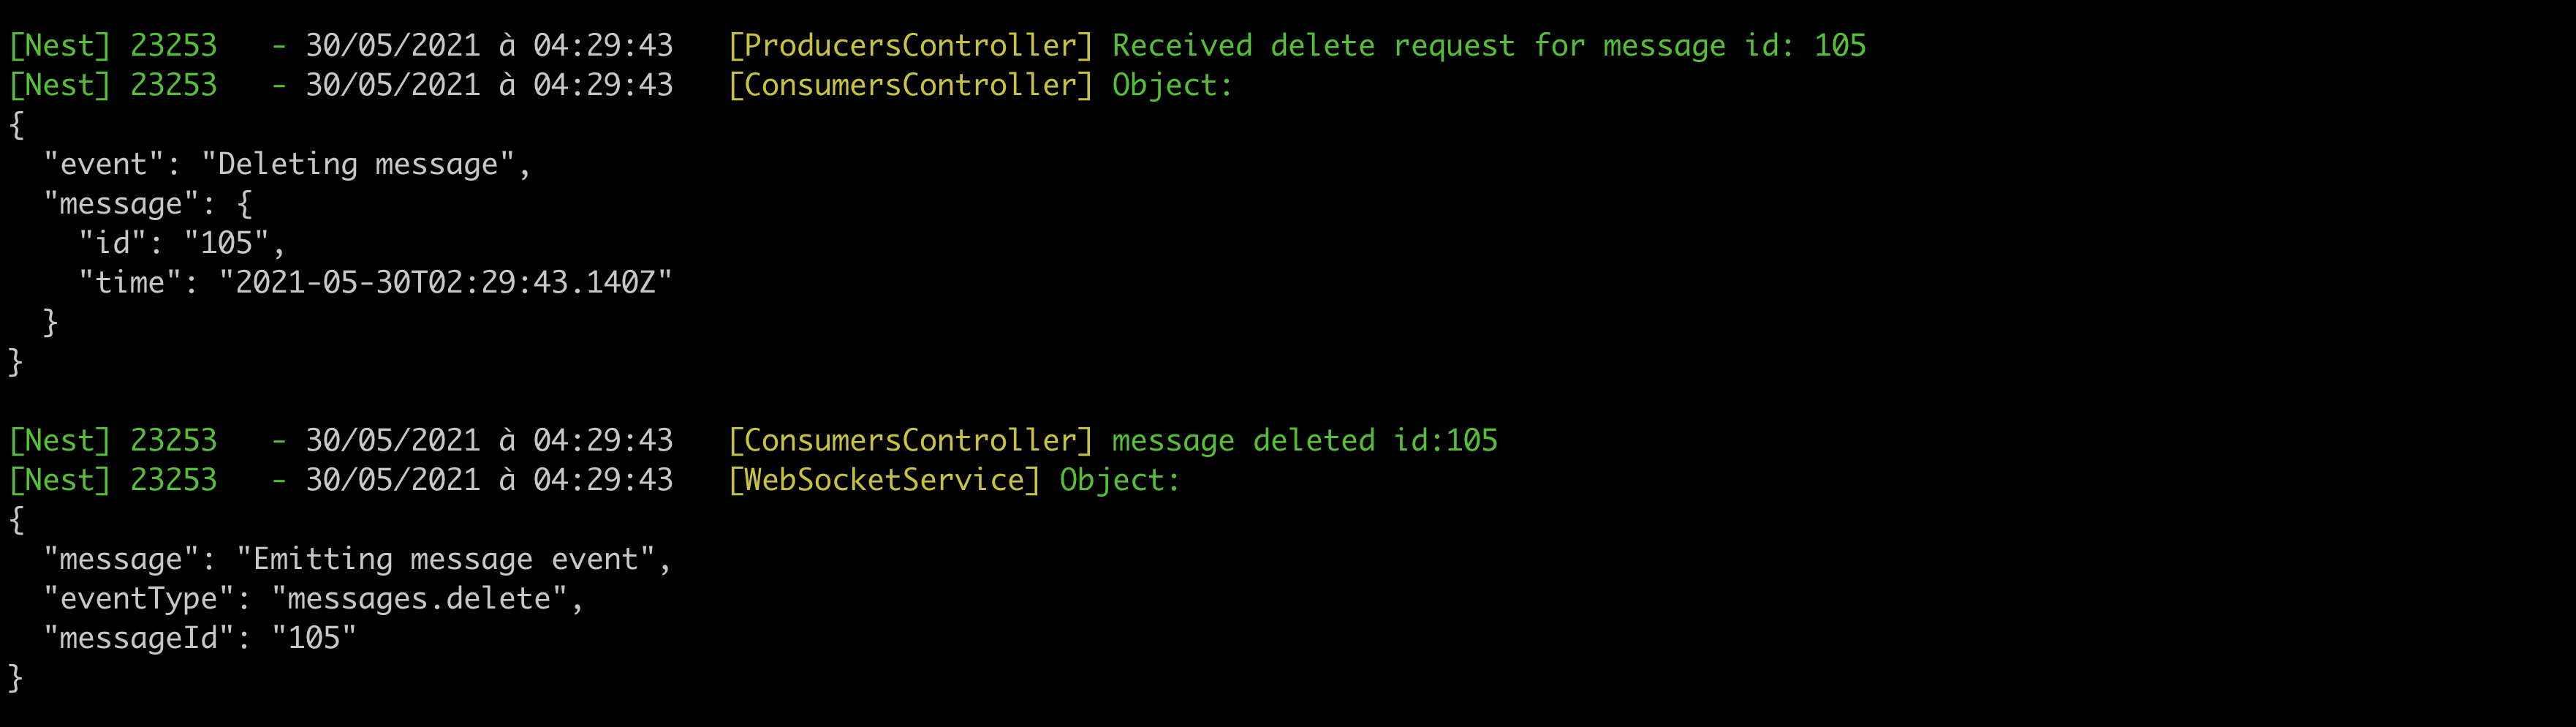 [Nest] 23253   - 30/05/2021 à 04:29:43   [ProducersController] Received delete request for message id: 105
[Nest] 23253   - 30/05/2021 à 04:29:43   [ConsumersController] Object:
{
  "event": "Deleting message",
  "message": {
    "id": "105",
    "time": "2021-05-30T02:29:43.140Z"
  }
}

[Nest] 23253   - 30/05/2021 à 04:29:43   [ConsumersController] message deleted id:105
[Nest] 23253   - 30/05/2021 à 04:29:43   [WebSocketService] Object:
{
  "message": "Emitting message event",
  "eventType": "messages.delete",
  "messageId": "105"
}